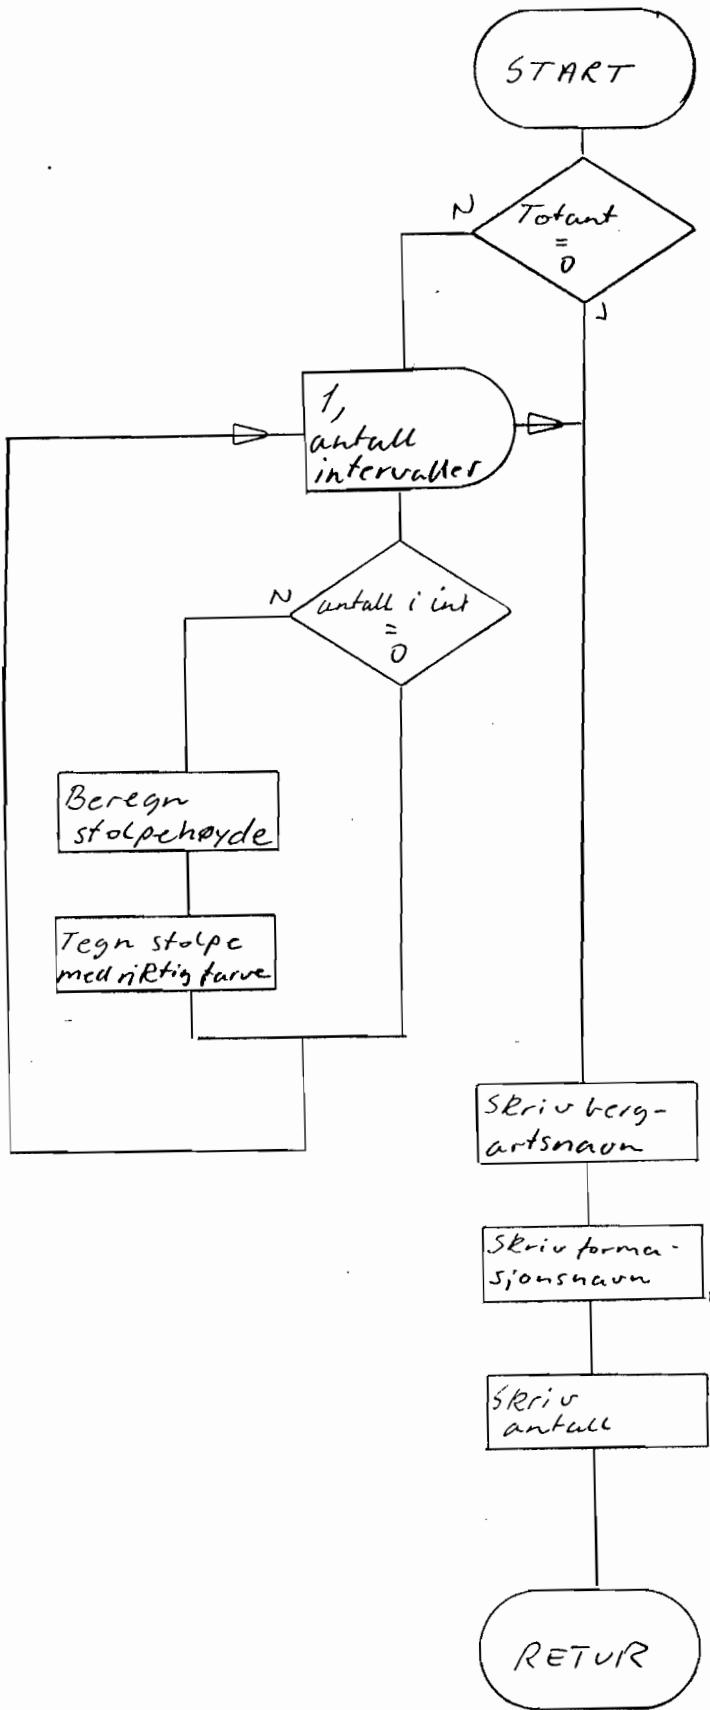 START
N
Totant
=
0
J
1,
antall
intervaller
N
antall i int
=
0
Beregn
stolpehøyde
Tegn stolpe
med riktig farve
Skriv berg-
artsnavn
Skriv forma-
sjonsnavn
Skriv
antall
RETUR